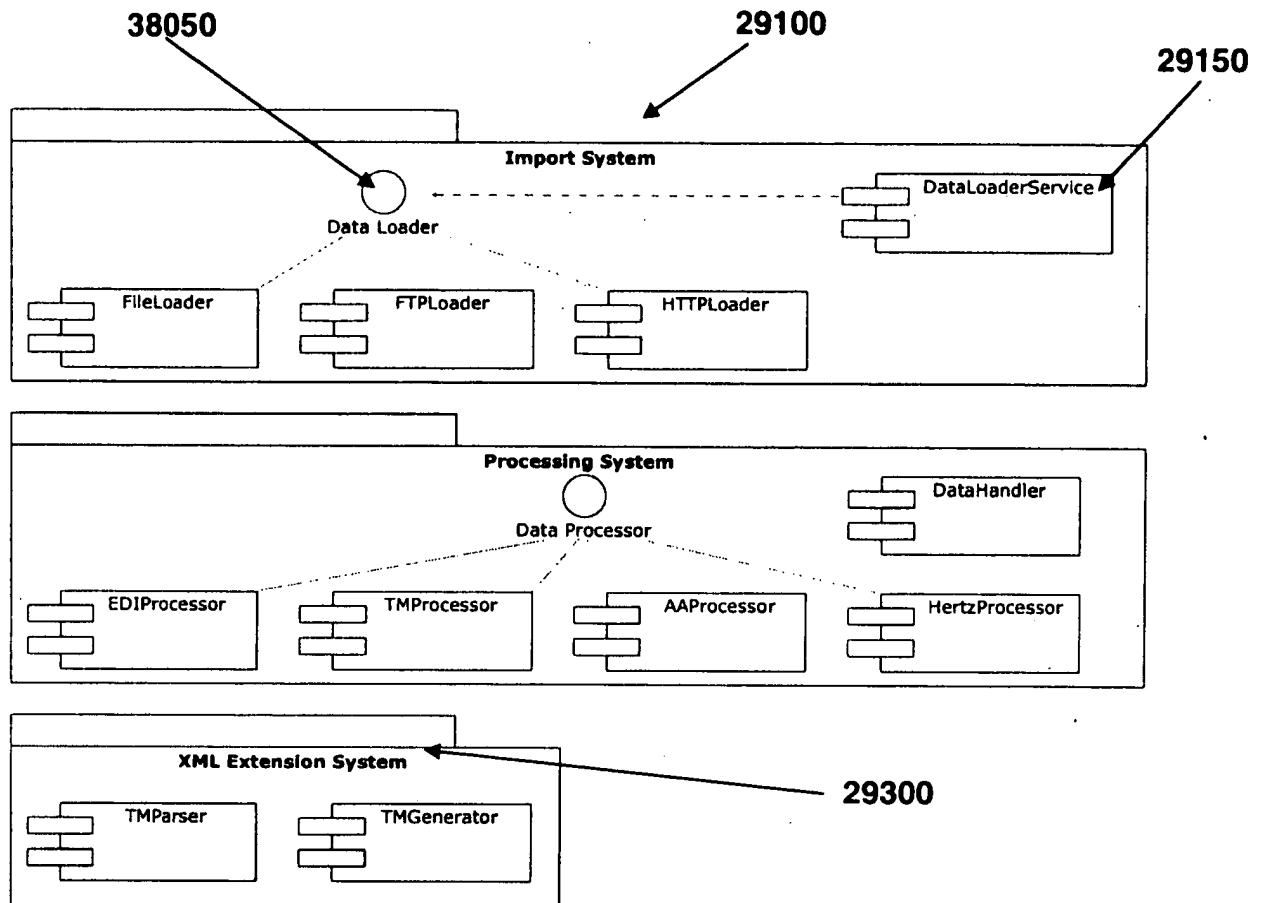 38050
29100
29150
Import System
DataLoaderService
Data Loader
FileLoader
FTPLoader
HTTPLoader
Processing System
DataHandler
Data Processor
EDIProcessor
TMProcessor
AAProcessor
HertzProcessor
XML Extension System
29300
TMParser
TMGenerator